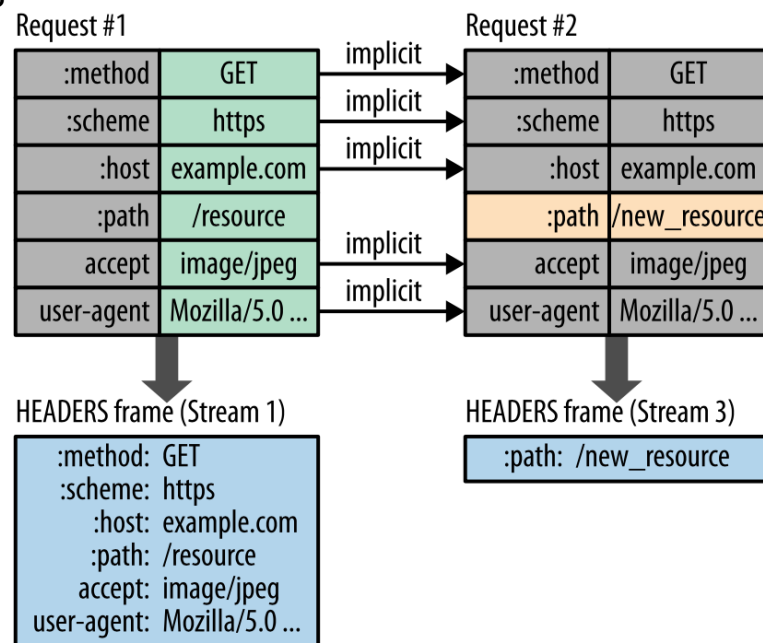 Request #1
Request #2
:method GET
implicit
:method GET
:scheme https
implicit
:scheme https
:host example.com
implicit
:host example.com
:path /resource
:path /new_resource
accept image/jpeg
implicit
accept image/jpeg
user-agent Mozilla/5.0 ...
implicit
user-agent Mozilla/5.0 ...
HEADERS frame (Stream 1)
HEADERS frame (Stream 3)
:method: GET
:scheme: https
:host: example.com
:path: /resource
accept: image/jpeg
user-agent: Mozilla/5.0 ...
:path: /new_resource